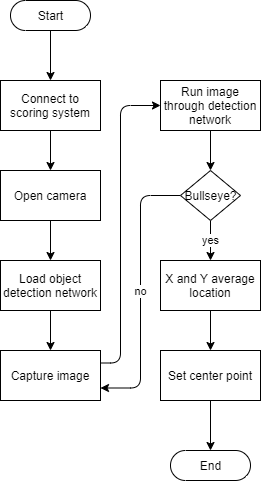 Start
Connect to
scoring system
Open camera
Load object
detection network
Capture image
Run image
through detection
network
Bullseye?
yes
no
X and Y average
location
Set center point
End